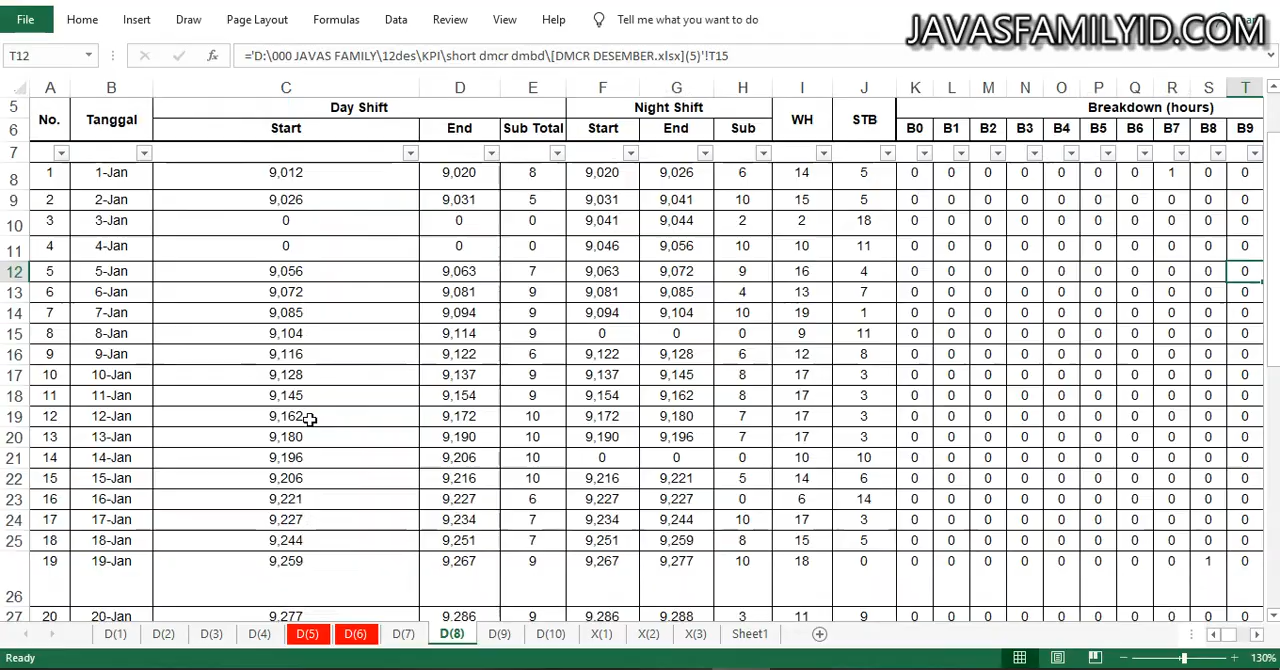 File Home Insert Draw Page Layout Formulas Data Review View Help Tell me what you want to do
JAVASFAMILYID.COM
T12 fx ='D:\000 JAVAS FAMILY\12des\KPI\short dmcr dmbd\[DMCR DESEMBER.xlsx](5)'!T15
A B C D E F G H I J K L M N O P Q R S T
5 No. Tanggal Day Shift Night Shift WH STB Breakdown (hours)
6 Start End Sub Total Start End Sub B0 B1 B2 B3 B4 B5 B6 B7 B8 B9
7
8 1 1-Jan 9,012 9,020 8 9,020 9,026 6 14 5 0 0 0 0 0 0 0 1 0 0
9 2 2-Jan 9,026 9,031 5 9,031 9,041 10 15 5 0 0 0 0 0 0 0 0 0 0
10 3 3-Jan 0 0 0 9,041 9,044 2 2 18 0 0 0 0 0 0 0 0 0 0
11 4 4-Jan 0 0 0 9,046 9,056 10 10 11 0 0 0 0 0 0 0 0 0 0
12 5 5-Jan 9,056 9,063 7 9,063 9,072 9 16 4 0 0 0 0 0 0 0 0 0 0
13 6 6-Jan 9,072 9,081 9 9,081 9,085 4 13 7 0 0 0 0 0 0 0 0 0 0
14 7 7-Jan 9,085 9,094 9 9,094 9,104 10 19 1 0 0 0 0 0 0 0 0 0 0
15 8 8-Jan 9,104 9,114 9 0 0 0 9 11 0 0 0 0 0 0 0 0 0 0
16 9 9-Jan 9,116 9,122 6 9,122 9,128 6 12 8 0 0 0 0 0 0 0 0 0 0
17 10 10-Jan 9,128 9,137 9 9,137 9,145 8 17 3 0 0 0 0 0 0 0 0 0 0
18 11 11-Jan 9,145 9,154 9 9,154 9,162 8 17 3 0 0 0 0 0 0 0 0 0 0
19 12 12-Jan 9,162 9,172 10 9,172 9,180 7 17 3 0 0 0 0 0 0 0 0 0 0
20 13 13-Jan 9,180 9,190 10 9,190 9,196 7 17 3 0 0 0 0 0 0 0 0 0 0
21 14 14-Jan 9,196 9,206 10 0 0 0 10 10 0 0 0 0 0 0 0 0 0 0
22 15 15-Jan 9,206 9,216 10 9,216 9,221 5 14 6 0 0 0 0 0 0 0 0 0 0
23 16 16-Jan 9,221 9,227 6 9,227 9,227 0 6 14 0 0 0 0 0 0 0 0 0 0
24 17 17-Jan 9,227 9,234 7 9,234 9,244 10 17 3 0 0 0 0 0 0 0 0 0 0
25 18 18-Jan 9,244 9,251 7 9,251 9,259 8 15 5 0 0 0 0 0 0 0 0 0 0
26 19 19-Jan 9,259 9,267 9 9,267 9,277 10 18 0 0 0 0 0 0 0 0 0 1 0
27 20 20-Jan 9,277 9,286 9 9,286 9,288 3 11 9 0 0 0 0 0 0 0 0 0 0
D(1) D(2) D(3) D(4) D(5) D(6) D(7) D(8) D(9) D(10) X(1) X(2) X(3) Sheet1
Ready 130%